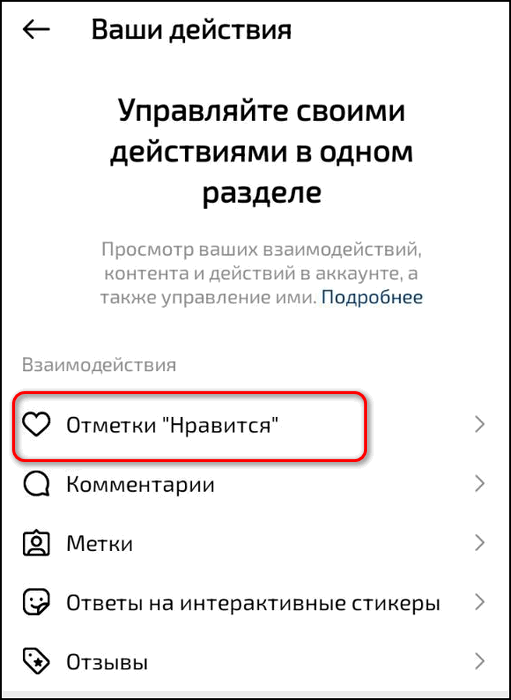 Ваши действия
Управляйте своими
действиями в одном
разделе
Просмотр ваших взаимодействий,
контента и действий в аккаунте, а
также управление ими. Подробнее
Взаимодействия
Отметки "Нравится"
Комментарии
Метки
Ответы на интерактивные стикеры
Отзывы